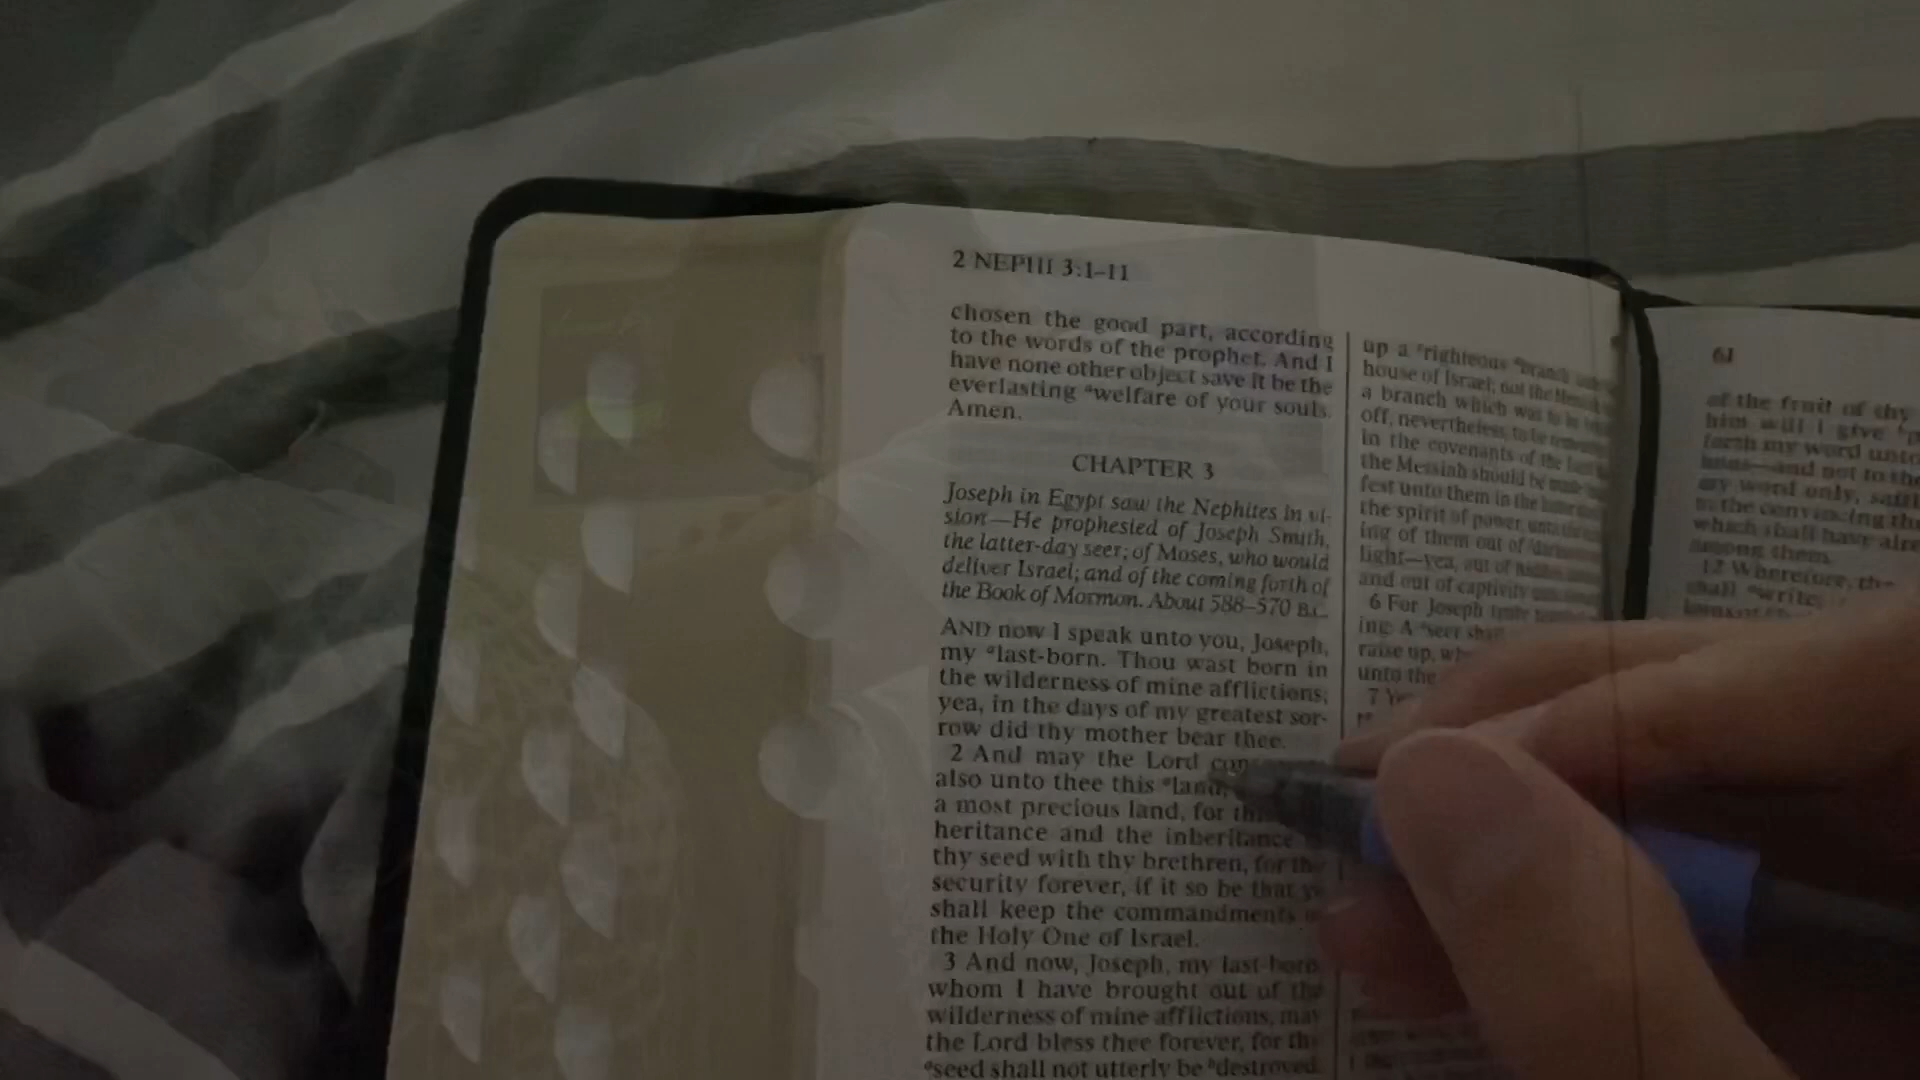 2 NEPHI 3:1–11
chosen the good part, according
to the words of the prophet. And I
have none other object save it be the
everlasting ᵃwelfare of your souls.
Amen.
CHAPTER 3
Joseph in Egypt saw the Nephites in vi-
sion—He prophesied of Joseph Smith,
the latter-day seer; of Moses, who would
deliver Israel; and of the coming forth of
the Book of Mormon. About 588–570 B.C.
AND now I speak unto you, Joseph,
my ᵃlast-born. Thou wast born in
the wilderness of mine afflictions;
yea, in the days of my greatest sor-
row did thy mother bear thee.
2 And may the Lord
also unto thee this ᵃland,
a most precious land, for
heritance and the inheritance
thy seed with thy brethren, for
security forever, if it so be that
shall keep the commandments
the Holy One of Israel.
3 And now, Joseph, my last-born,
whom I have brought out of the
wilderness of mine afflictions, may
the Lord bless thee forever, for
ᵃseed shall not utterly be ᵇdestroyed.
up a ᵃrighteous ᵇbranch
house of Israel; not the
a branch which was to be
off, nevertheless, to be
in the covenants of the
the Messiah should be
fest unto them in the
the spirit of power, unto
ing of them out of
light—yea, out of
and out of captivity
6 For Joseph truly
ing: A ᵃseer
raise up,
unto the
7
61
of the fruit of thy
him will I give
forth my word unto
and not to the
my word only, saith
to the convincing
which shall have
among them.
12 Wherefore,
shall ᵃwrite;